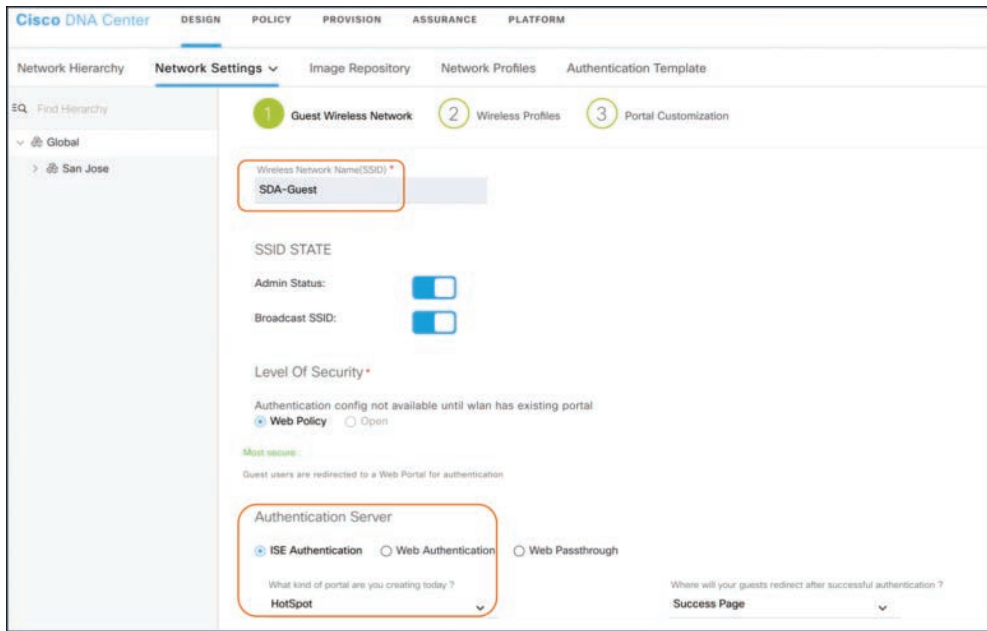 Cisco DNA Center DESIGN POLICY PROVISION ASSURANCE PLATFORM
Network Hierarchy Network Settings Image Repository Network Profiles Authentication Template
EQ Find Hierarchy
Global
San Jose
1 Guest Wireless Network 2 Wireless Profiles 3 Portal Customization
Wireless Network Name(SSID) *
SDA-Guest
SSID STATE
Admin Status:
Broadcast SSID:
Level Of Security *
Authentication config not available until wlan has existing portal
Web Policy Open
Most secure :
Guest users are redirected to a Web Portal for authentication
Authentication Server
ISE Authentication Web Authentication Web Passthrough
What kind of portal are you creating today ? Where will your guests redirect after successful authentication ?
HotSpot Success Page